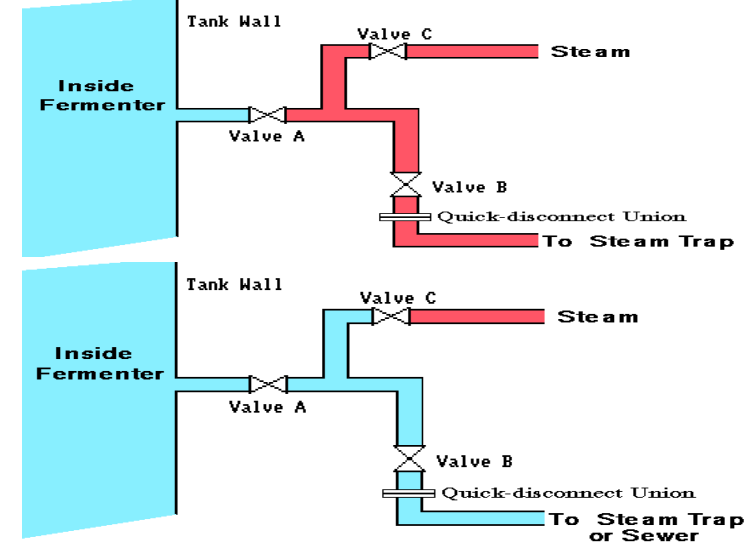 Tank Wall
Valve C
Steam
Inside
Fermenter
Valve A
Valve B
Quick-disconnect Union
To Steam Trap
Tank Wall
Valve C
Steam
Inside
Fermenter
Valve A
Valve B
Quick-disconnect Union
To Steam Trap
or Sewer